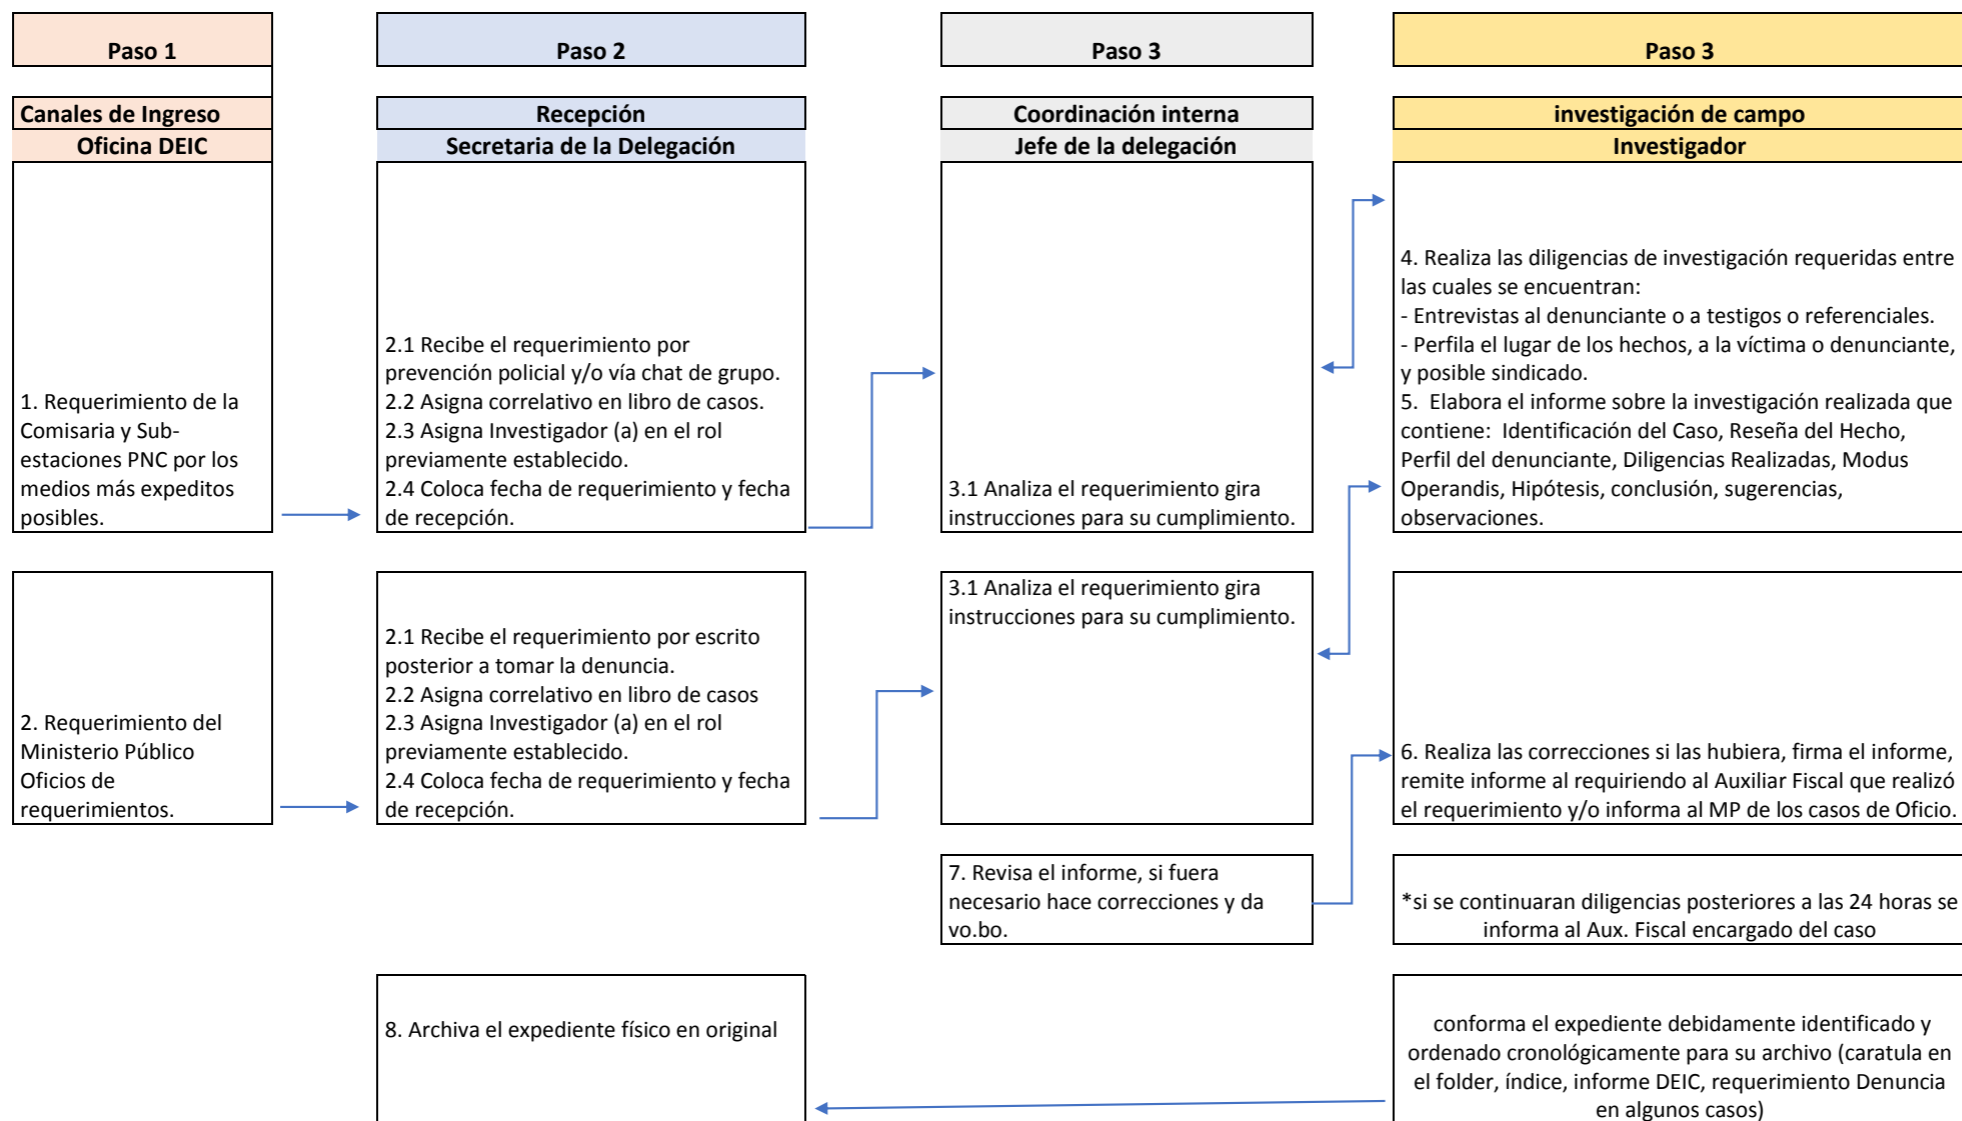 Paso 1
Paso 2
Paso 3
Paso 3
Canales de Ingreso
Oficina DEIC
Recepción
Secretaria de la Delegación
Coordinación interna
Jefe de la delegación
investigación de campo
Investigador
1. Requerimiento de la
Comisaria y Sub-
estaciones PNC por los
medios más expeditos
posibles.
2.1 Recibe el requerimiento por
prevención policial y/o vía chat de grupo.
2.2 Asigna correlativo en libro de casos.
2.3 Asigna Investigador (a) en el rol
previamente establecido.
2.4 Coloca fecha de requerimiento y fecha
de recepción.
3.1 Analiza el requerimiento gira
instrucciones para su cumplimiento.
4. Realiza las diligencias de investigación requeridas entre
las cuales se encuentran:
- Entrevistas al denunciante o a testigos o referenciales.
- Perfila el lugar de los hechos, a la víctima o denunciante,
y posible sindicado.
5.  Elabora el informe sobre la investigación realizada que
contiene:  Identificación del Caso, Reseña del Hecho,
Perfil del denunciante, Diligencias Realizadas, Modus
Operandis, Hipótesis, conclusión, sugerencias,
observaciones.
2. Requerimiento del
Ministerio Público
Oficios de
requerimientos.
2.1 Recibe el requerimiento por escrito
posterior a tomar la denuncia.
2.2 Asigna correlativo en libro de casos
2.3 Asigna Investigador (a) en el rol
previamente establecido.
2.4 Coloca fecha de requerimiento y fecha
de recepción.
3.1 Analiza el requerimiento gira
instrucciones para su cumplimiento.
6. Realiza las correcciones si las hubiera, firma el informe,
remite informe al requiriendo al Auxiliar Fiscal que realizó
el requerimiento y/o informa al MP de los casos de Oficio.
7. Revisa el informe, si fuera
necesario hace correcciones y da
vo.bo.
*si se continuaran diligencias posteriores a las 24 horas se
informa al Aux. Fiscal encargado del caso
8. Archiva el expediente físico en original
conforma el expediente debidamente identificado y
ordenado cronológicamente para su archivo (caratula en
el folder, índice, informe DEIC, requerimiento Denuncia
en algunos casos)